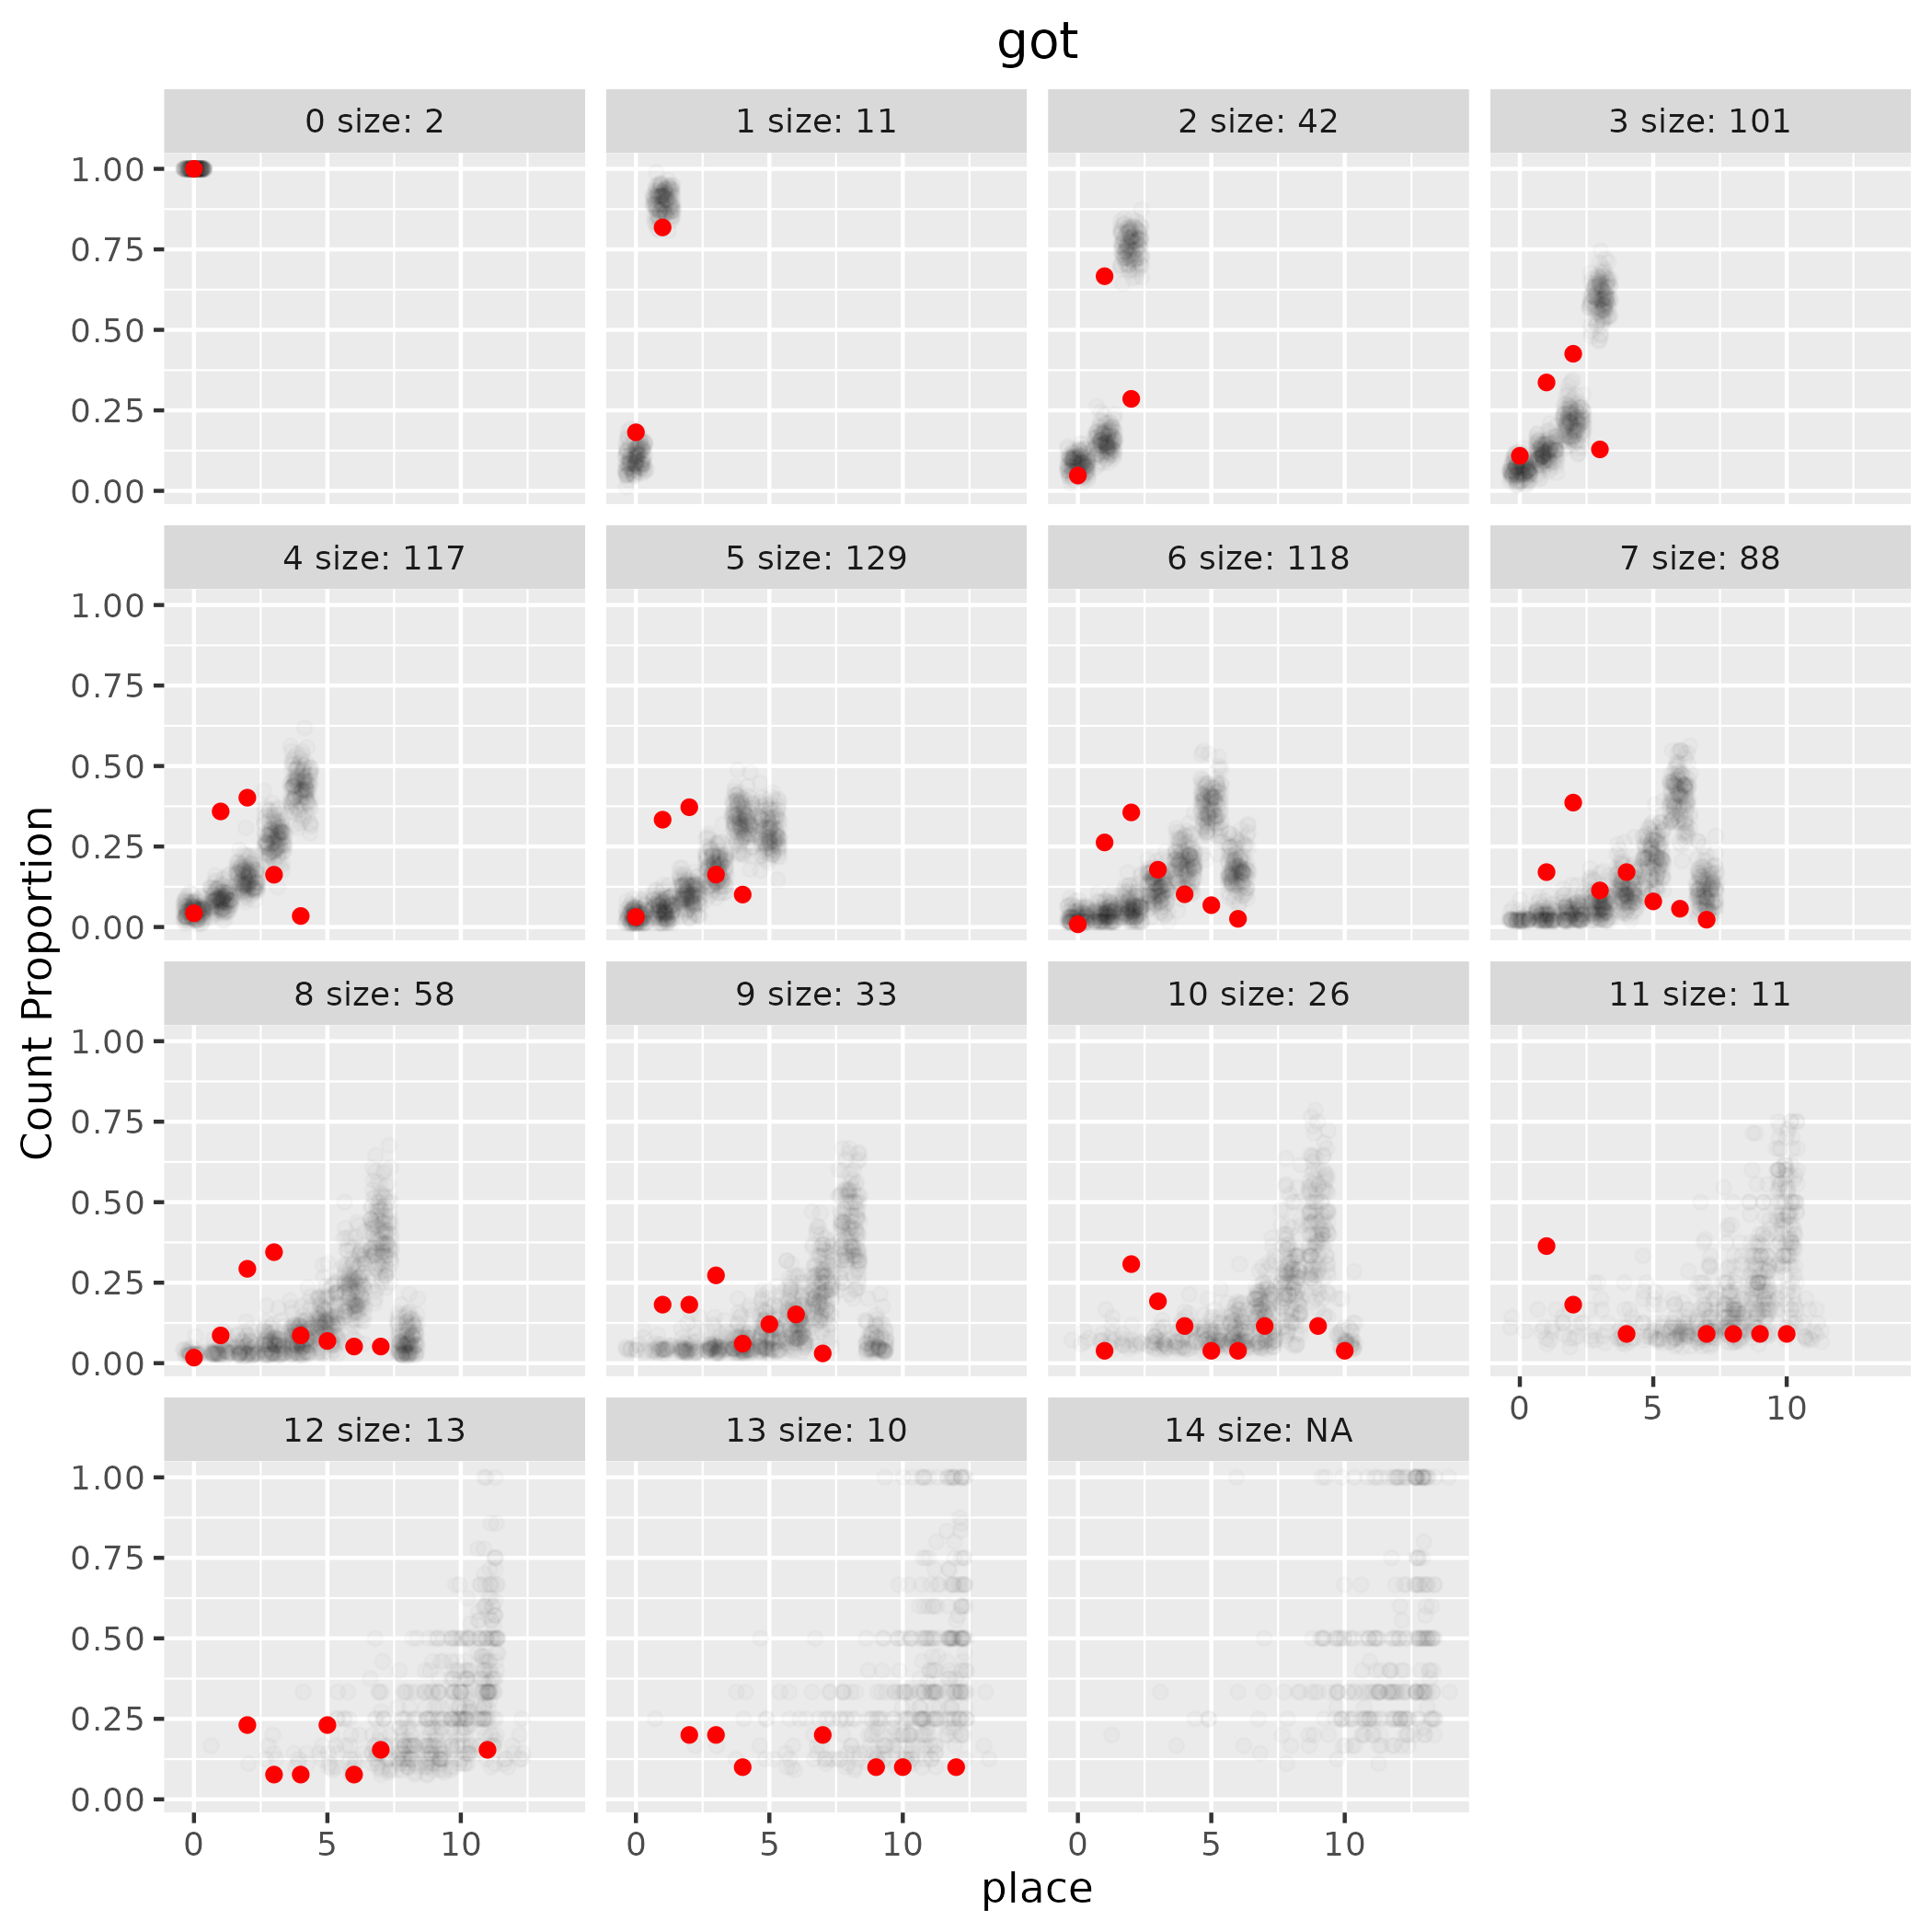 got
0 size: 2
1 size: 11
2 size: 42
3 size: 101
1.00
0.75
0.50
0.25
0.00
4 size: 117
5 size: 129
6 size: 118
7 size: 88
1.00
0.75
0.50
0.25
0.00
Count Proportion
8 size: 58
9 size: 33
10 size: 26
11 size: 11
1.00
0.75
0.50
0.25
0.00
0 5 10
12 size: 13
13 size: 10
14 size: NA
1.00
0.75
0.50
0.25
0.00
0 5 10
0 5 10
0 5 10
place